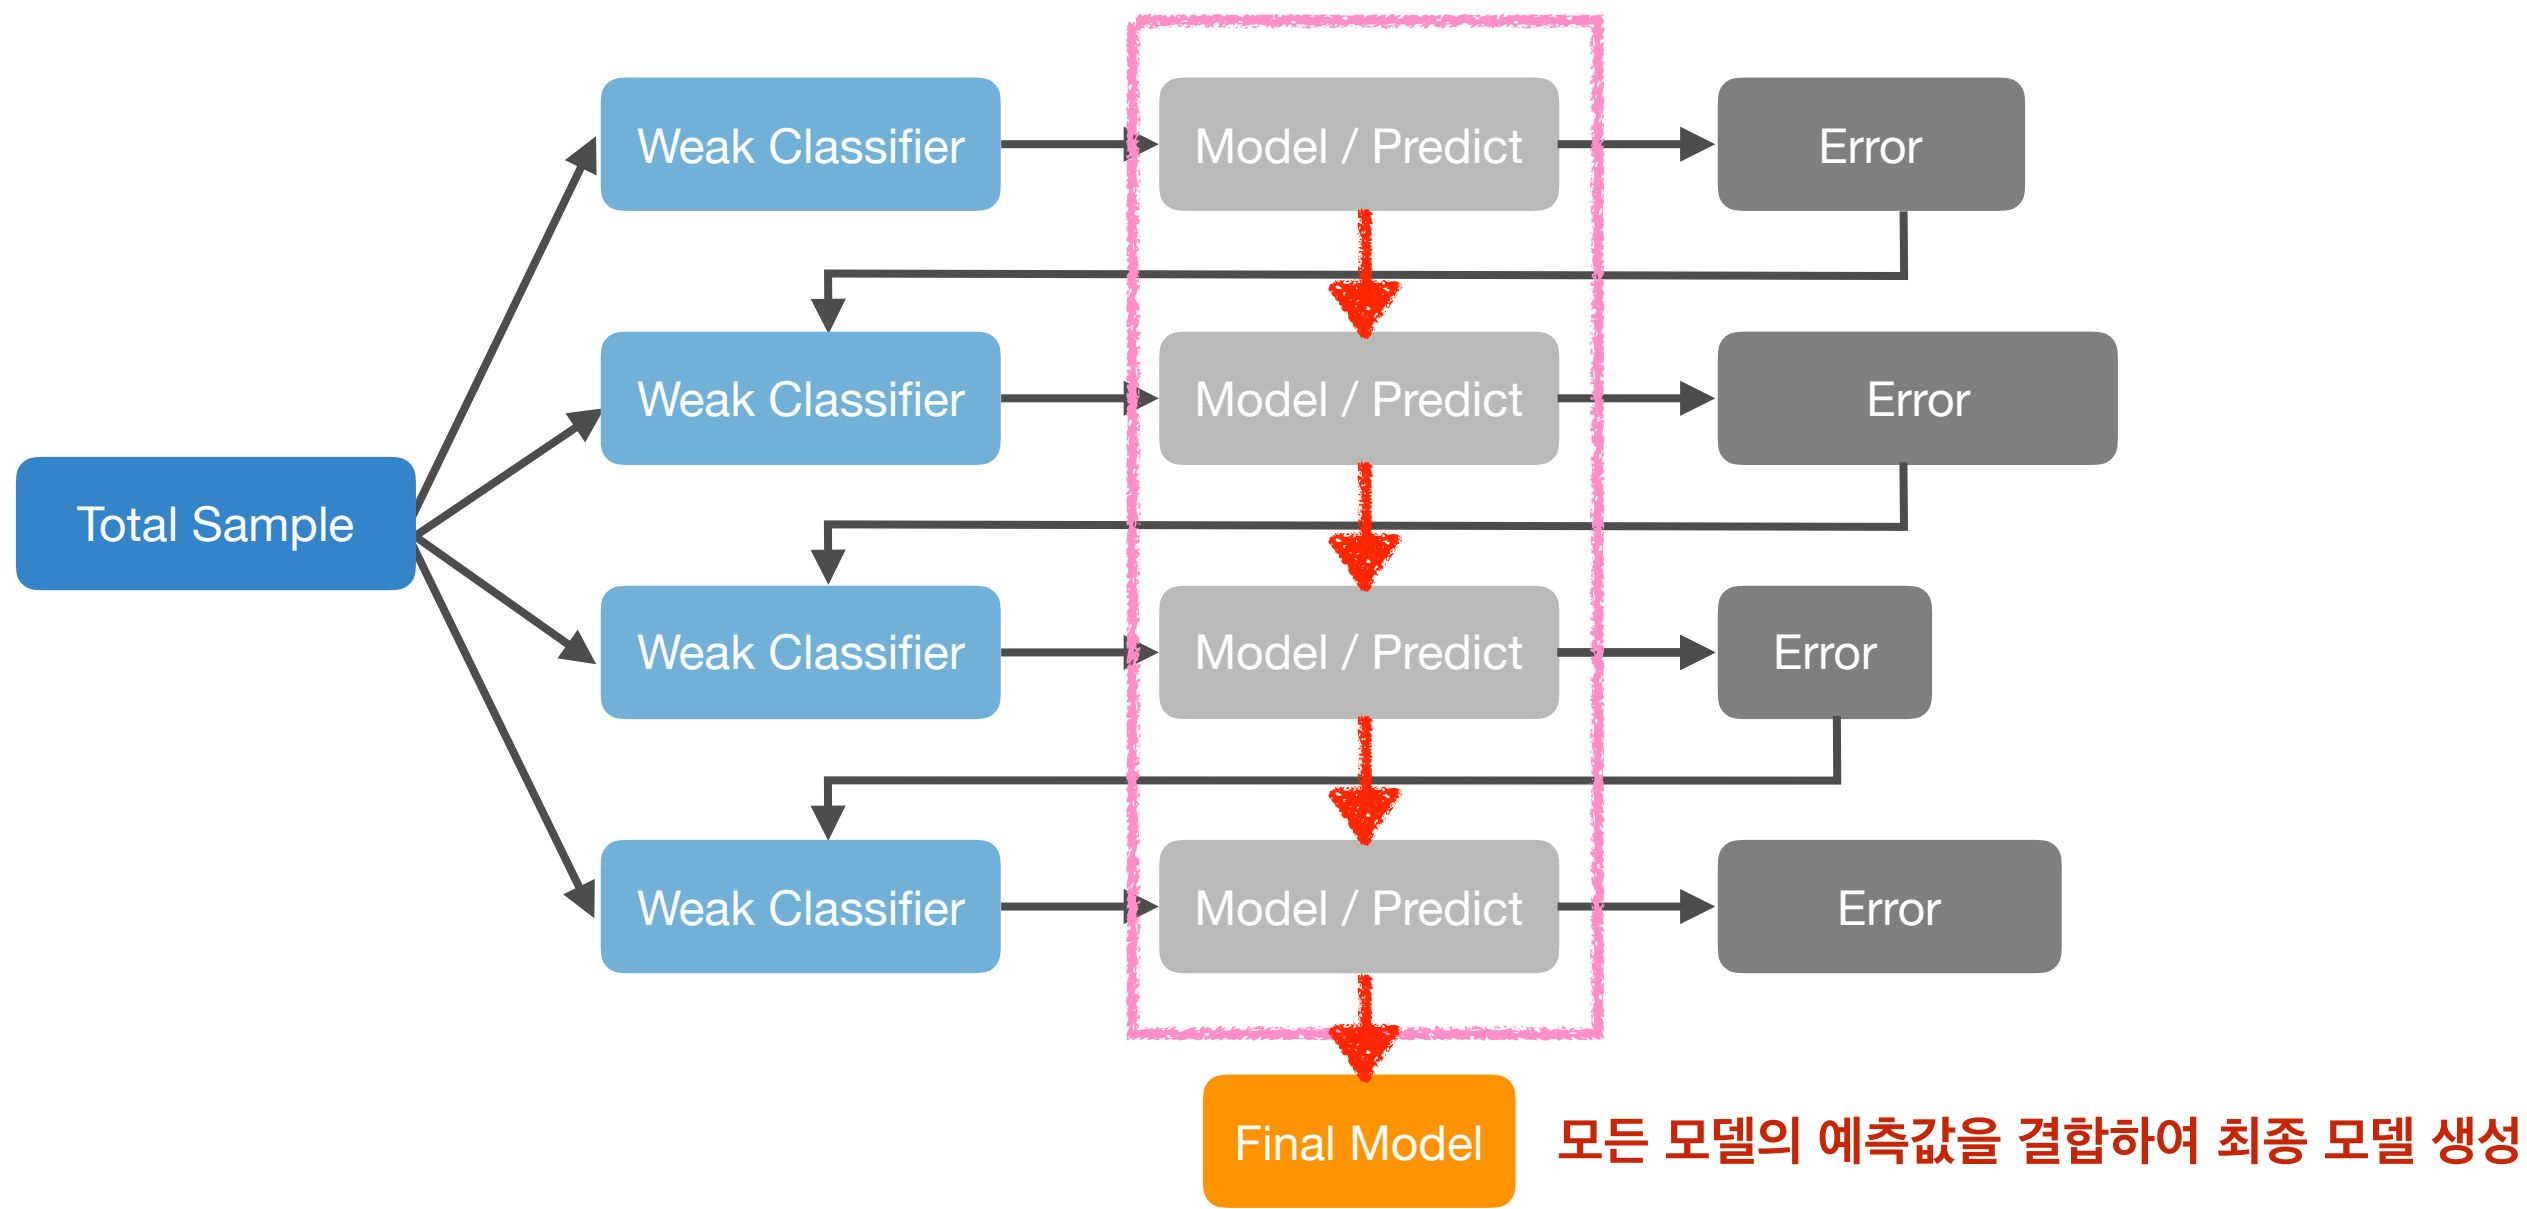 Weak Classifier
Model / Predict
Error
Weak Classifier
Model / Predict
Error
Total Sample
Weak Classifier
Model / Predict
Error
Weak Classifier
Model / Predict
Error
Final Model
모든 모델의 예측값을 결합하여 최종 모델 생성